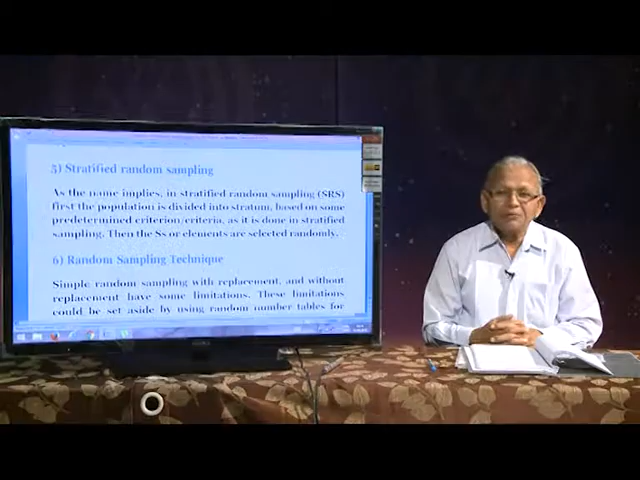 5) Stratified random sampling
As the name implies, in stratified random sampling (SRS)
first the population is divided into stratum, based on some
predetermined criterion/criteria, as it is done in stratified
sampling. Then the Ss or elements are selected randomly.
6) Random Sampling Technique
Simple random sampling with replacement, and without
replacement have some limitations. These limitations
could be set aside by using random number tables for